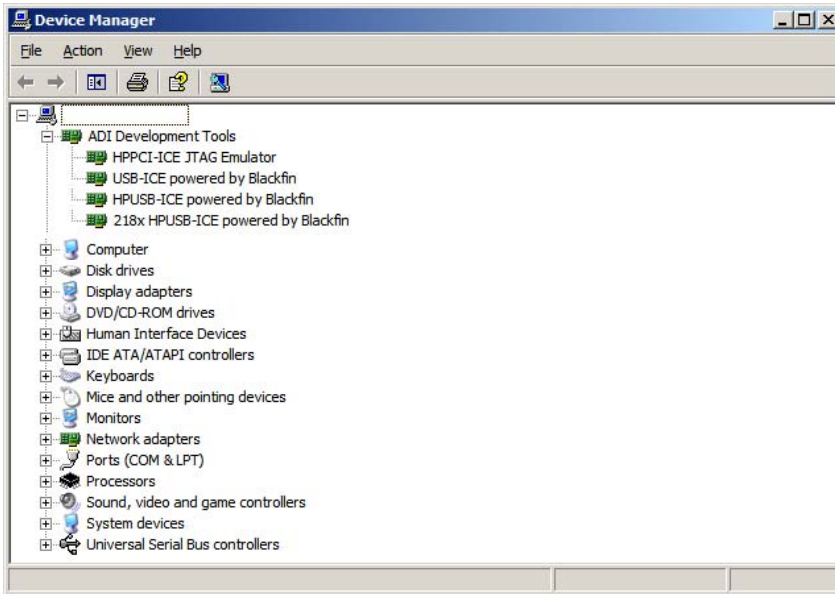 Device Manager
File Action View Help
ADI Development Tools
HPPCI-ICE JTAG Emulator
USB-ICE powered by Blackfin
HPUSB-ICE powered by Blackfin
218x HPUSB-ICE powered by Blackfin
Computer
Disk drives
Display adapters
DVD/CD-ROM drives
Human Interface Devices
IDE ATA/ATAPI controllers
Keyboards
Mice and other pointing devices
Monitors
Network adapters
Ports (COM & LPT)
Processors
Sound, video and game controllers
System devices
Universal Serial Bus controllers